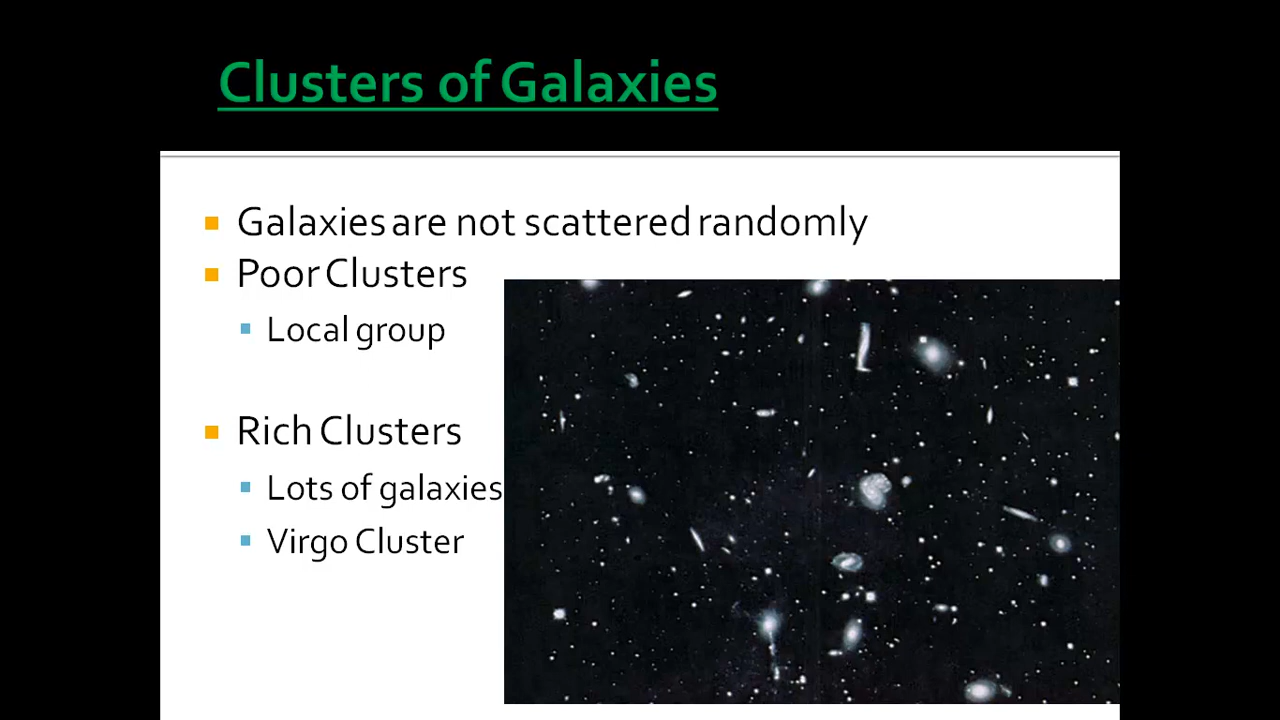 Clusters of Galaxies
Galaxies are not scattered randomly
Poor Clusters
Local group
Rich Clusters
Lots of galaxies
Virgo Cluster